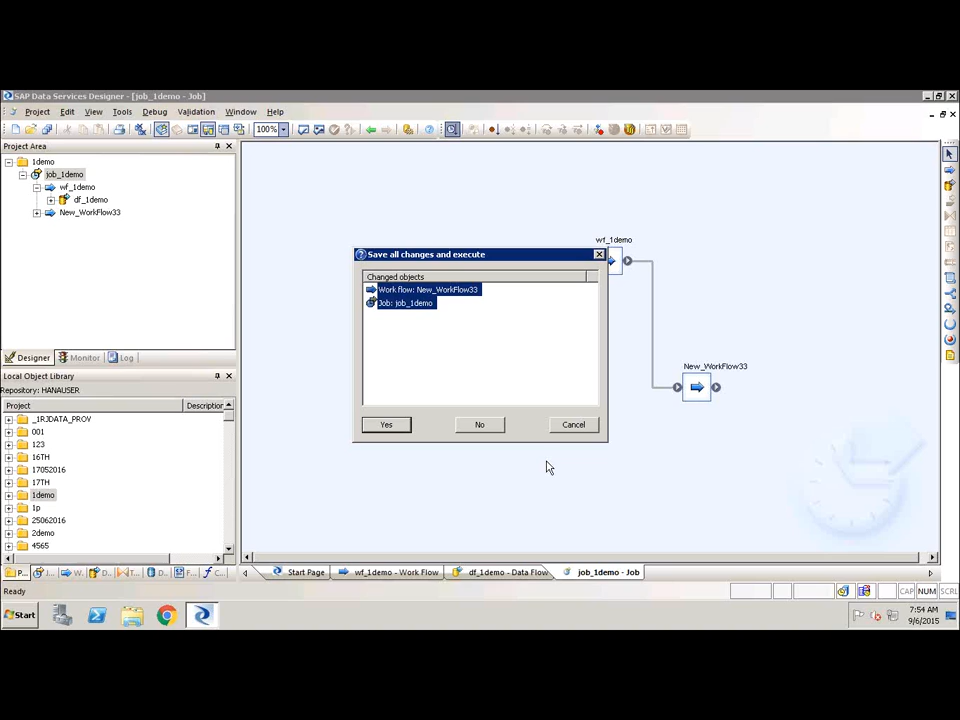 SAP Data Services Designer - [job_1demo - Job]
Project Edit View Tools Debug Validation Window Help
100%
Project Area
1demo
job_1demo
wf_1demo
df_1demo
New_WorkFlow33
Designer Monitor Log
Local Object Library
Repository: HANAUSER
Project Description
_1RJDATA_PROV
001
123
16TH
17052016
17TH
1demo
1p
25062016
2demo
4565
P... J... W... D... T... D... F... C...
wf_1demo
New_WorkFlow33
Save all changes and execute
Changed objects
Work flow: New_WorkFlow33
Job: job_1demo
Yes No Cancel
Start Page wf_1demo - Work Flow df_1demo - Data Flow job_1demo - Job
Ready
CAP NUM SCRL
Start
7:54 AM
9/6/2015